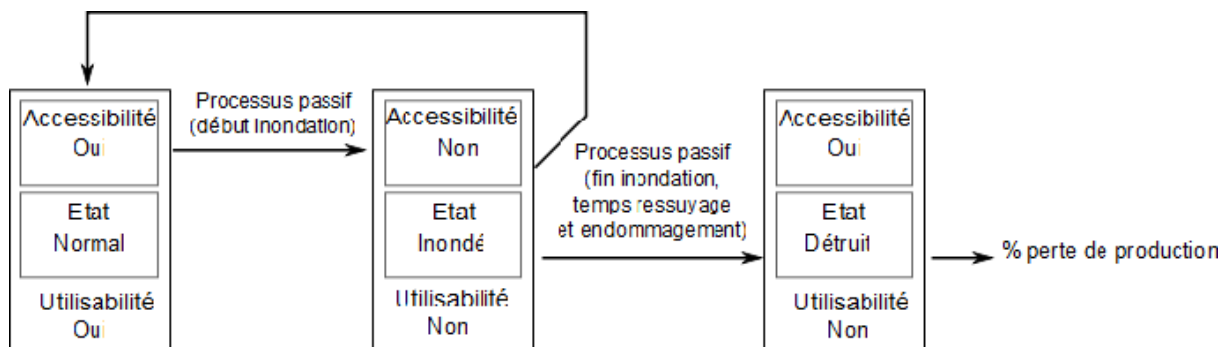 Accessibilité
Oui
Etat
Normal
Utilisabilité
Oui
Processus passif
(début Inondation)
Accessibilité
Non
Etat
Inondé
Utilisabilité
Non
Processus passif
(fin inondation,
temps ressuyage
et endommagement)
Accessibilité
Oui
Etat
Détruit
Utilisabilité
Non
% perte de production